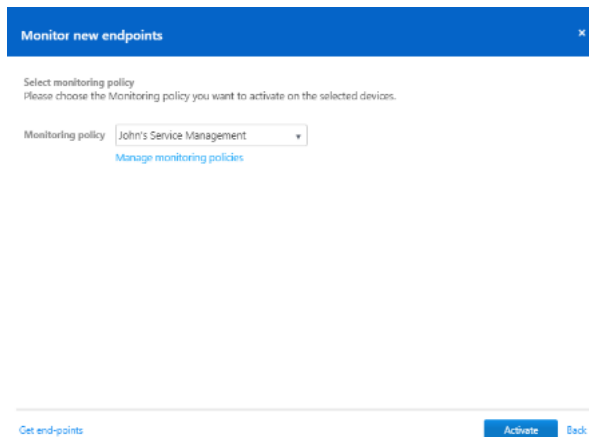 Monitor new endpoints
×
Select monitoring policy
Please choose the Monitoring policy you want to activate on the selected devices.
Monitoring policy John's Service Management
Manage monitoring policies
Get end-points Activate Back